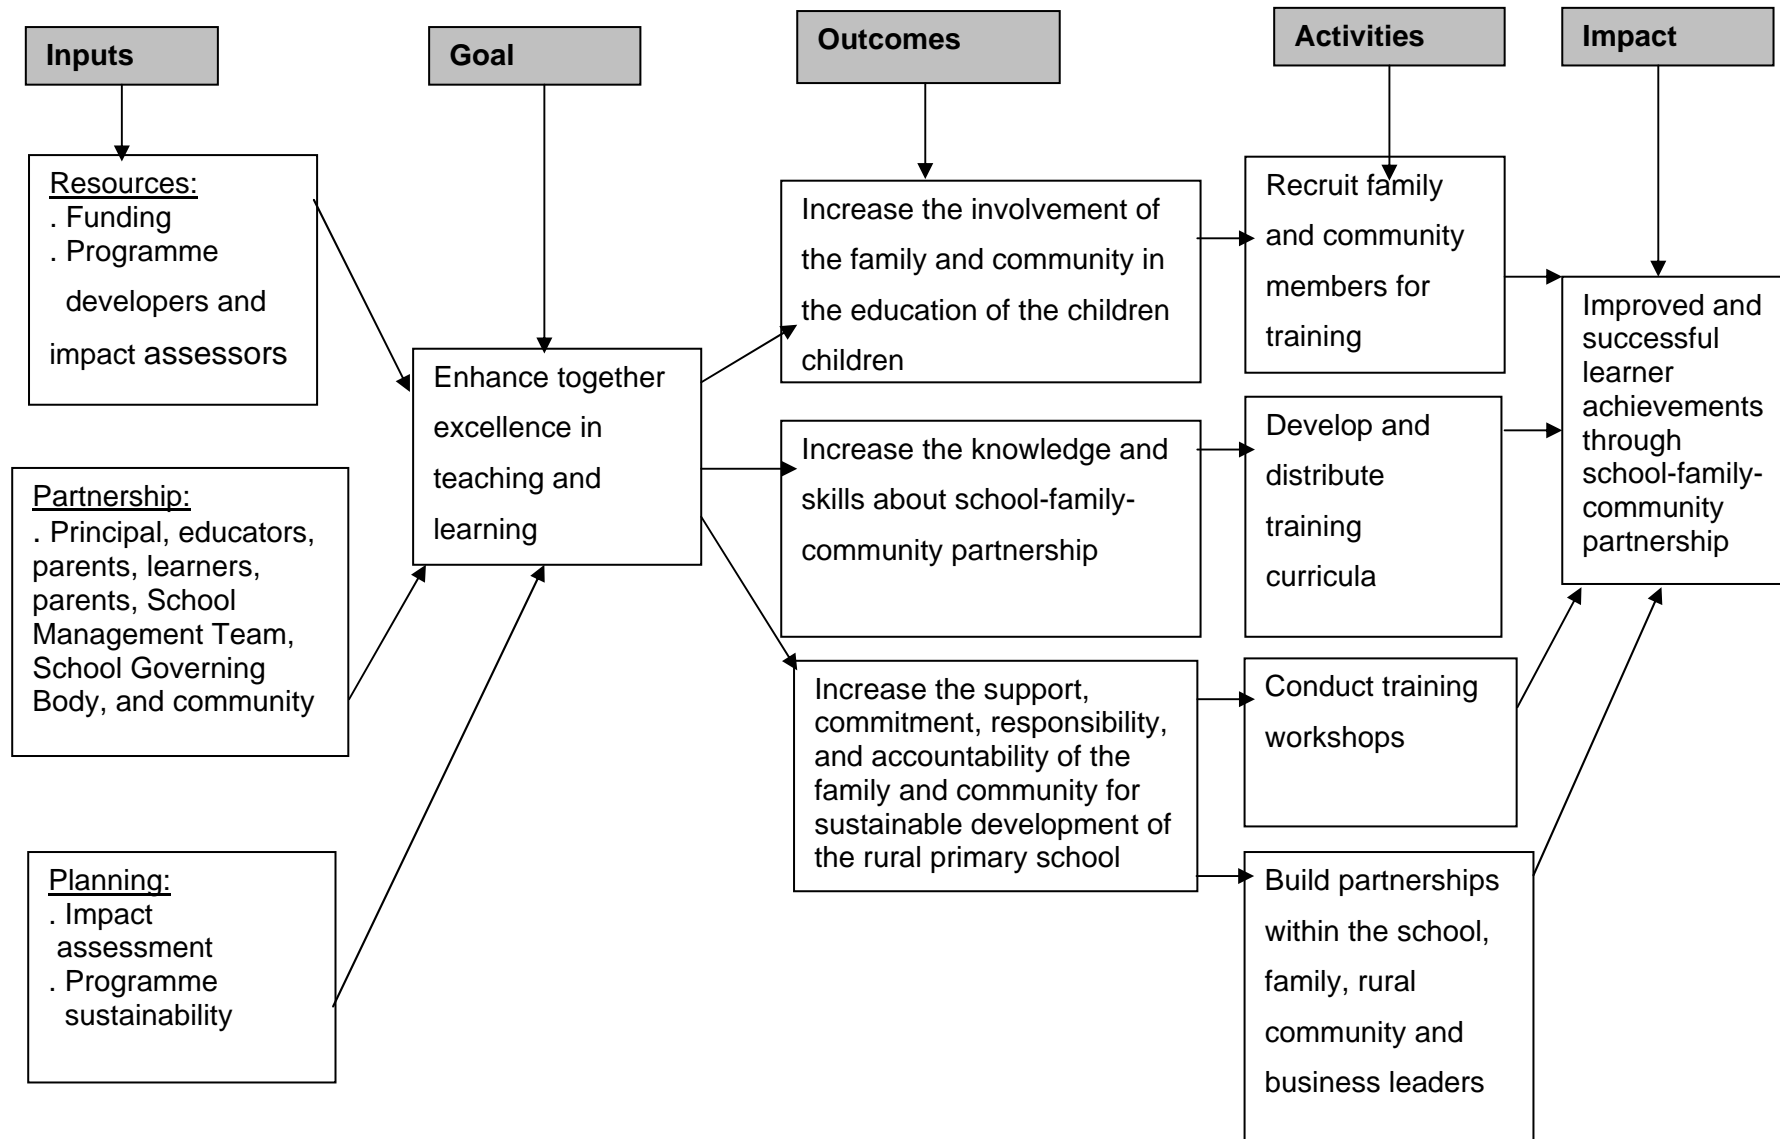 Inputs
Goal
Outcomes
Activities
Impact
Resources:
. Funding
. Programme
developers and
impact assessors
Partnership:
. Principal, educators,
parents, learners,
parents, School
Management Team,
School Governing
Body, and community
Planning:
. Impact
assessment
. Programme
sustainability
Enhance together
excellence in
teaching and
learning
Increase the involvement of
the family and community in
the education of the children
children
Increase the knowledge and
skills about school-family-
community partnership
Increase the support,
commitment, responsibility,
and accountability of the
family and community for
sustainable development of
the rural primary school
Recruit family
and community
members for
training
Develop and
distribute
training
curricula
Conduct training
workshops
Build partnerships
within the school,
family, rural
community and
business leaders
Improved and
successful
learner
achievements
through
school-family-
community
partnership